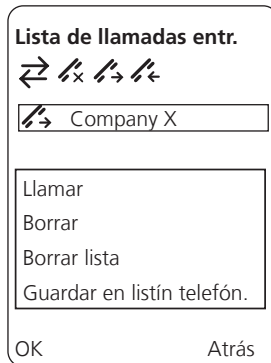 Lista de llamadas entr.
Company X
Llamar
Borrar
Borrar lista
Guardar en listín telefón.
OK Atrás